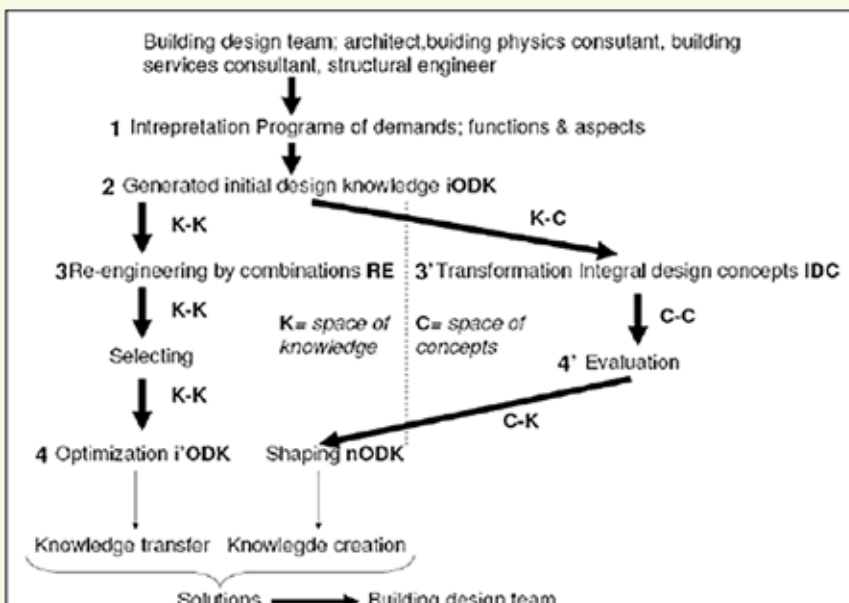 Building design team; architect,buiding physics consutant, building
services consultant, structural engineer
1 Intrepretation Programe of demands; functions & aspects
2 Generated initial design knowledge iODK
K-K
K-C
3Re-engineering by combinations RE
3'Transformation Integral design concepts IDC
K-K
K= space of
knowledge
C= space of
concepts
C-C
Selecting
4' Evaluation
K-K
C-K
4 Optimization i'ODK
Shaping nODK
Knowledge transfer
Knowlegde creation
Solutions
Building design team